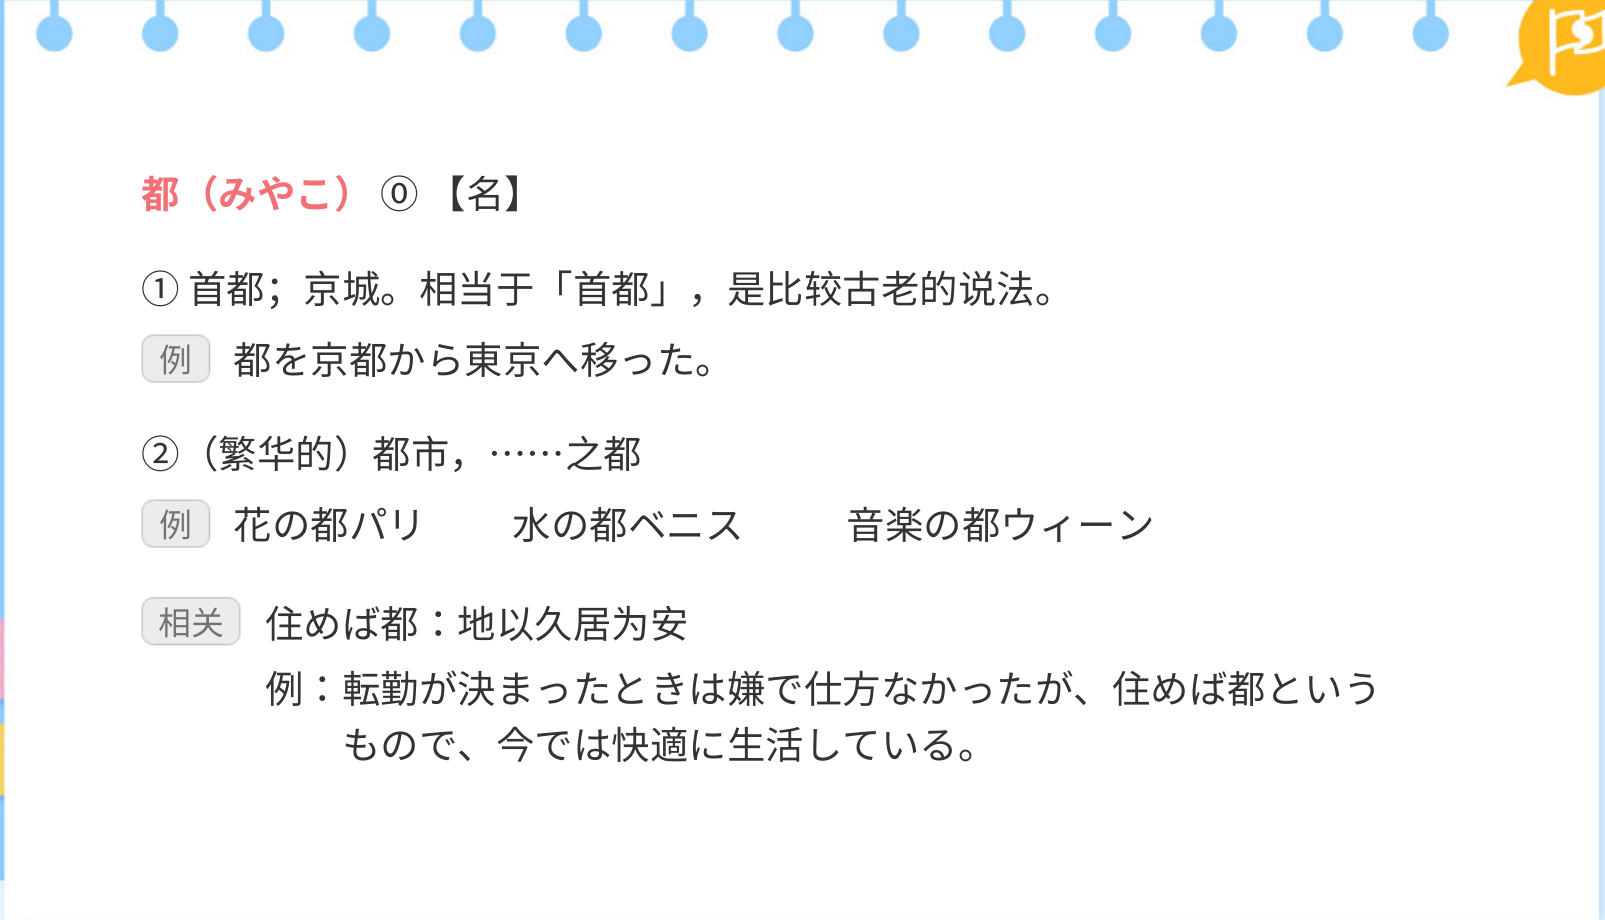 都（みやこ） ⓪ 【名】
① 首都；京城。相当于「首都」，是比较古老的说法。
例 都を京都から東京へ移った。
②（繁华的）都市，……之都
例 花の都パリ 水の都ベニス 音楽の都ウィーン
相关 住めば都：地以久居为安
例：転勤が決まったときは嫌で仕方なかったが、住めば都という
もので、今では快適に生活している。